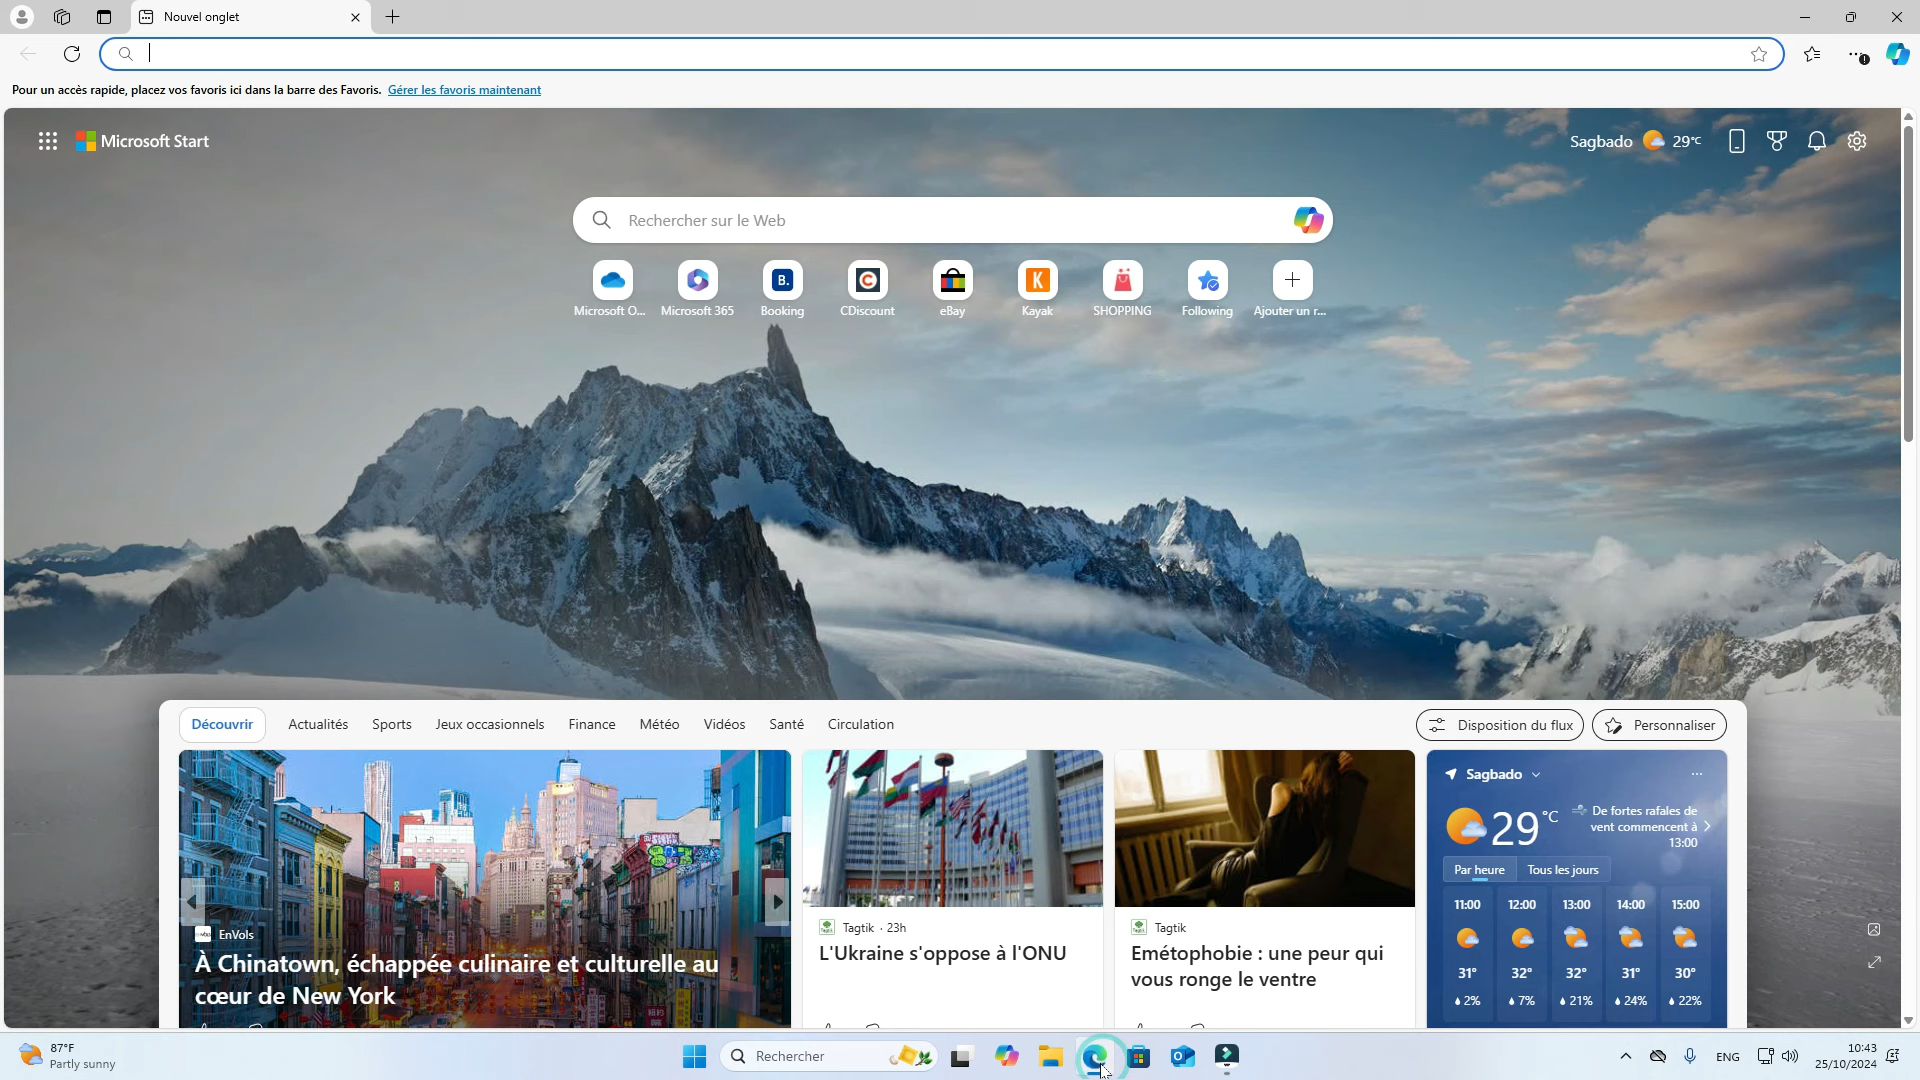 Nouvel onglet
Pour un accès rapide, placez vos favoris ici dans la barre des Favoris. Gérer les favoris maintenant
Microsoft Start
Sagbado 29°C
Rechercher sur le Web
Microsoft O... Microsoft 365 Booking CDiscount eBay Kayak SHOPPING Following Ajouter un r...
Découvrir Actualités Sports Jeux occasionnels Finance Météo Vidéos Santé Circulation Disposition du flux Personnaliser
EnVols
À Chinatown, échappée culinaire et culturelle au
cœur de New York
Tagtik · 23h
L'Ukraine s'oppose à l'ONU
Tagtik
Emétophobie : une peur qui
vous ronge le ventre
Sagbado
29°C
De fortes rafales de
vent commencent à
13:00
Par heure Tous les jours
11:00 12:00 13:00 14:00 15:00
31° 32° 32° 31° 30°
2% 7% 21% 24% 22%
87°F
Partly sunny
Rechercher
ENG
10:43
25/10/2024